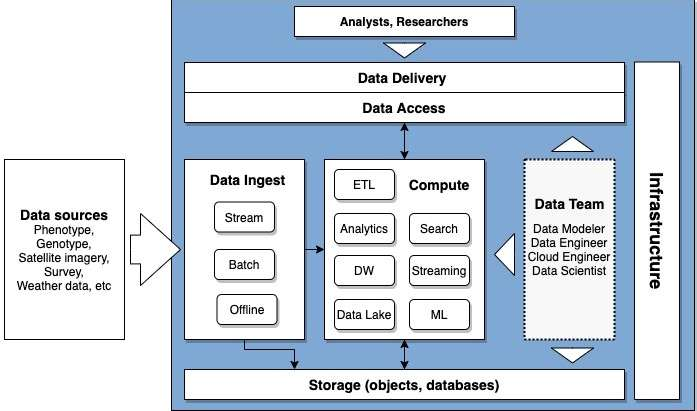 Analysts, Researchers
Data Delivery
Data Access
Data sources
Phenotype,
Genotype,
Satellite imagery,
Survey,
Weather data, etc
Data Ingest
Stream
Batch
Offline
Compute
ETL
Analytics
Search
DW
Streaming
Data Lake
ML
Data Team
Data Modeler
Data Engineer
Cloud Engineer
Data Scientist
Infrastructure
Storage (objects, databases)